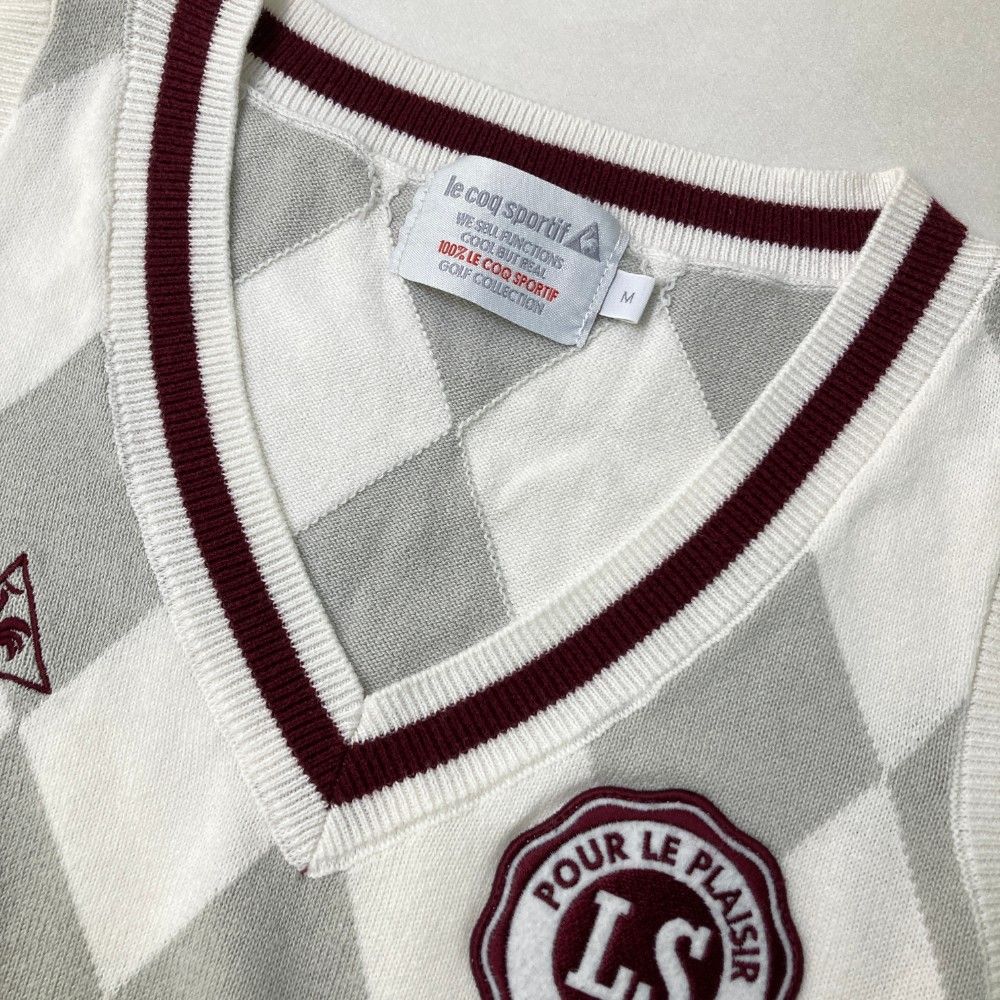 le coq sportif
WE SELL FUNCTIONS
COOL BUT REAL
100% LE COQ SPORTIF
GOLF COLLECTION
M
POUR LE PLAISIR
LS